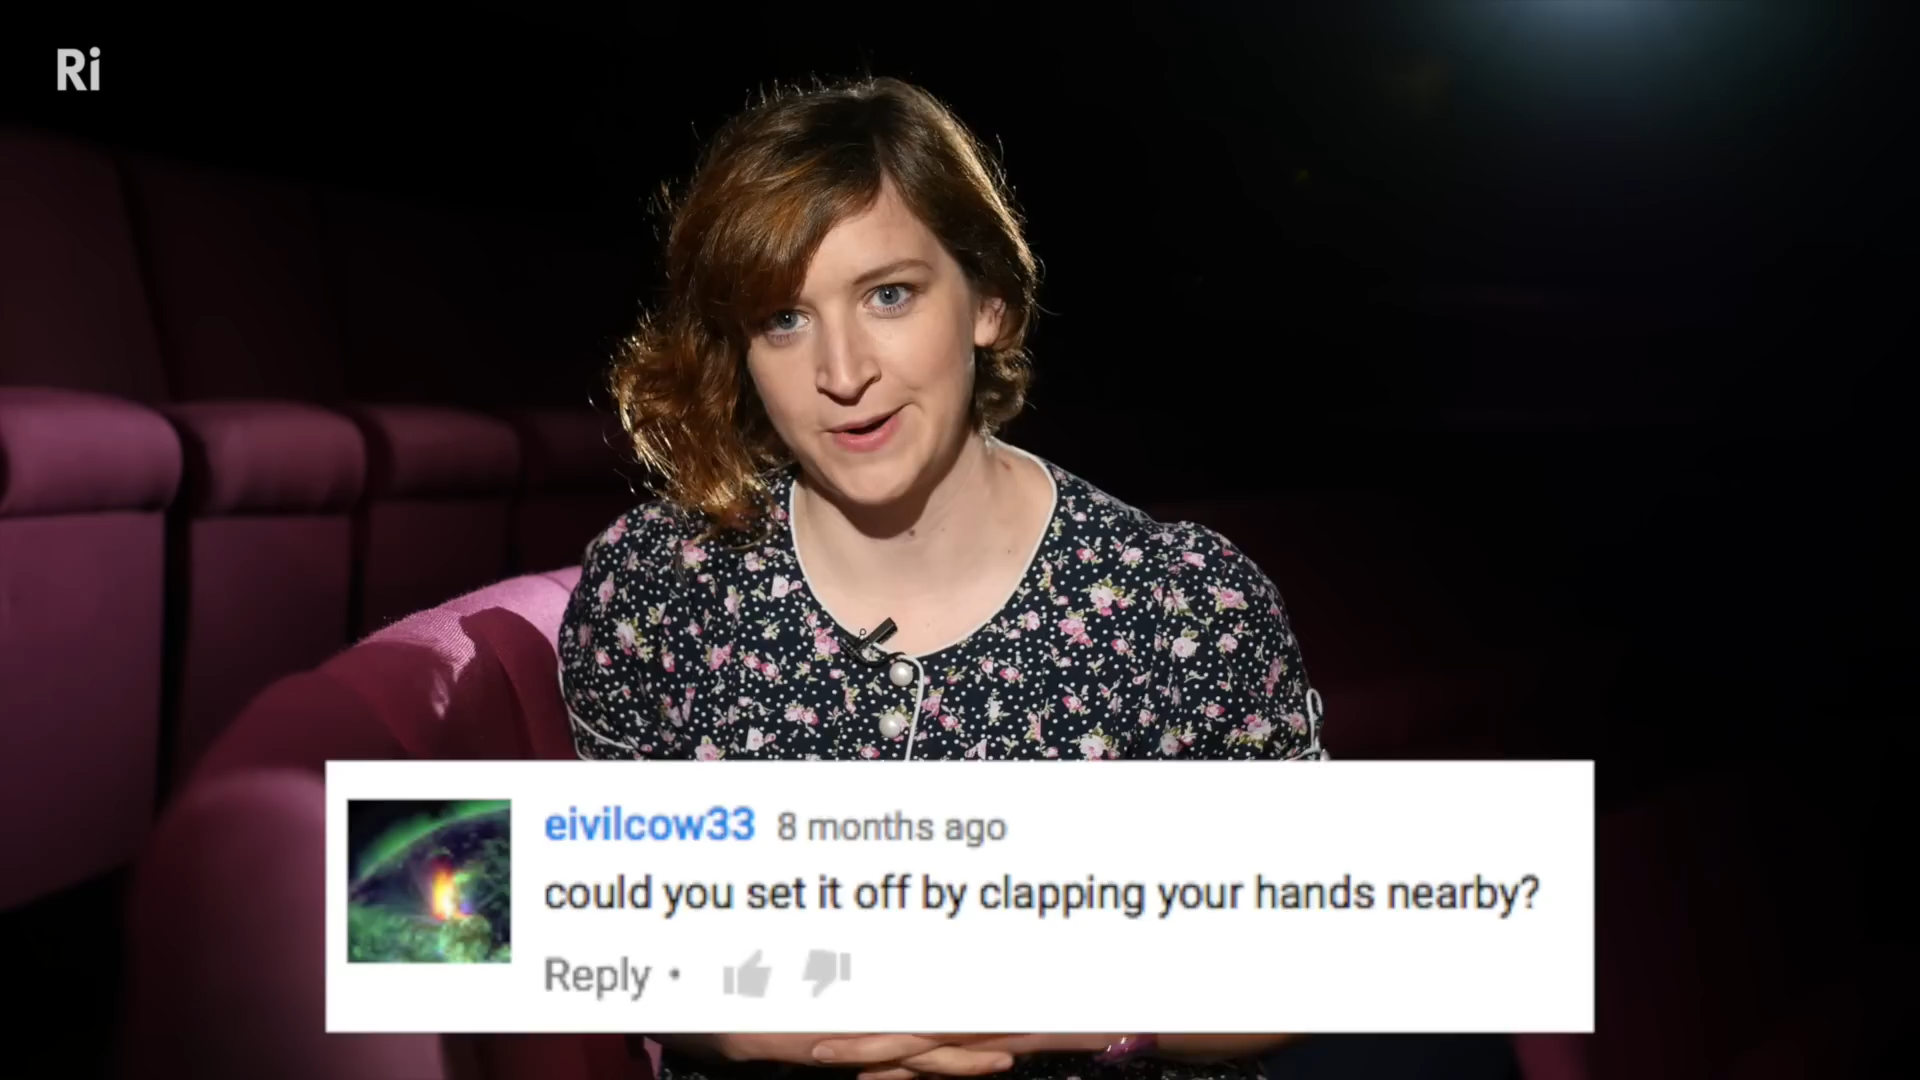 Ri
eivilcow33 8 months ago
could you set it off by clapping your hands nearby?
Reply •